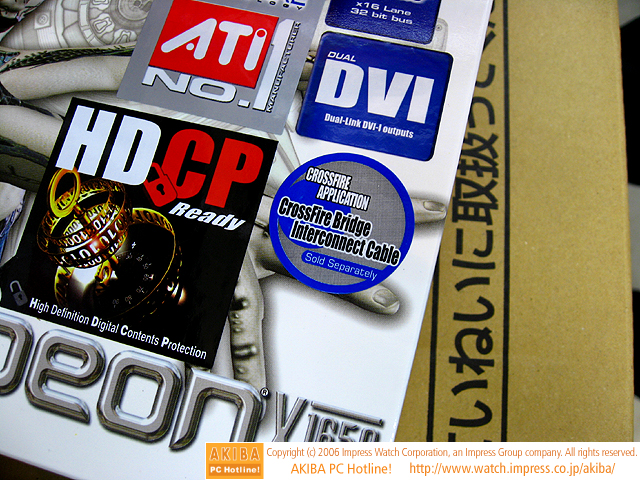 x16 Lane
32 bit bus
ATi
NO.1
MANUFACTURER
DUAL
DVI
Dual-Link DVI-I outputs
HDCP
Ready
High Definition Digital Contents Protection
CROSSFIRE
APPLICATION
CrossFire Bridge
Interconnect Cable
Sold Separately
deon®
X1650
ていねいに取扱って
AKIBA
PC Hotline!
Copyright (c) 2006 Impress Watch Corporation, an Impress Group company. All rights reserved.
AKIBA PC Hotline! http://www.watch.impress.co.jp/akiba/